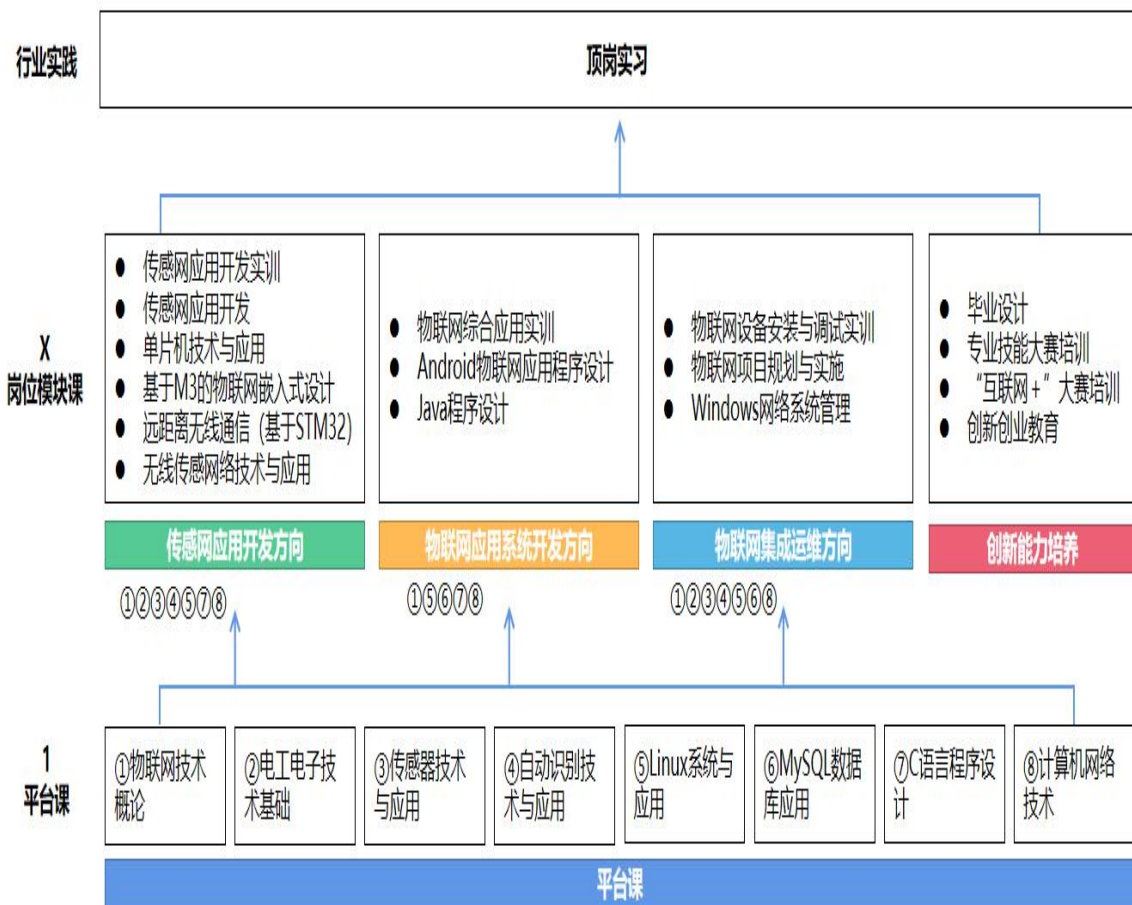 行业实践
顶岗实习
X
岗位模块课
● 传感网应用开发实训
● 传感网应用开发
● 单片机技术与应用
● 基于M3的物联网嵌入式设计
● 远距离无线通信（基于STM32）
● 无线传感网络技术与应用
● 物联网综合应用实训
● Android物联网应用程序设计
● Java程序设计
● 物联网设备安装与调试实训
● 物联网项目规划与实施
● Windows网络系统管理
● 毕业设计
● 专业技能大赛培训
● “互联网+”大赛培训
● 创新创业教育
传感网应用开发方向
物联网应用系统开发方向
物联网集成运维方向
创新能力培养
①②③④⑤⑦⑧
①⑤⑥⑦⑧
①②③④⑤⑥⑧
1
平台课
①物联网技术
概论
②电工电子技
术基础
③传感器技术
与应用
④自动识别技
术与应用
⑤Linux系统与
应用
⑥MySQL数据
库应用
⑦C语言程序设
计
⑧计算机网络
技术
平台课